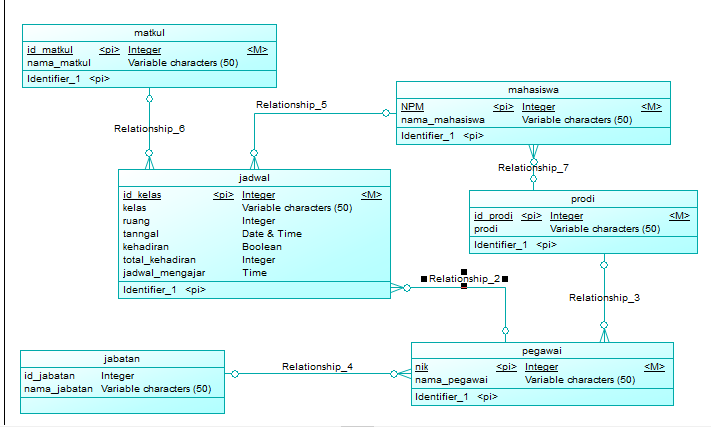 matkul
id_matkul <pi> Integer <M>
nama_matkul Variable characters (50)
Identifier_1 <pi>
Relationship_6
Relationship_5
mahasiswa
NPM <pi> Integer <M>
nama_mahasiswa Variable characters (50)
Identifier_1 <pi>
Relationship_7
jadwal
id_kelas <pi> Integer <M>
kelas Variable characters (50)
ruang Integer
tanngal Date & Time
kehadiran Boolean
total_kehadiran Integer
jadwal_mengajar Time
Identifier_1 <pi>
prodi
id_prodi <pi> Integer <M>
prodi Variable characters (50)
Identifier_1 <pi>
Relationship_2
Relationship_3
jabatan
id_jabatan Integer
nama_jabatan Variable characters (50)
Relationship_4
pegawai
nik <pi> Integer <M>
nama_pegawai Variable characters (50)
Identifier_1 <pi>